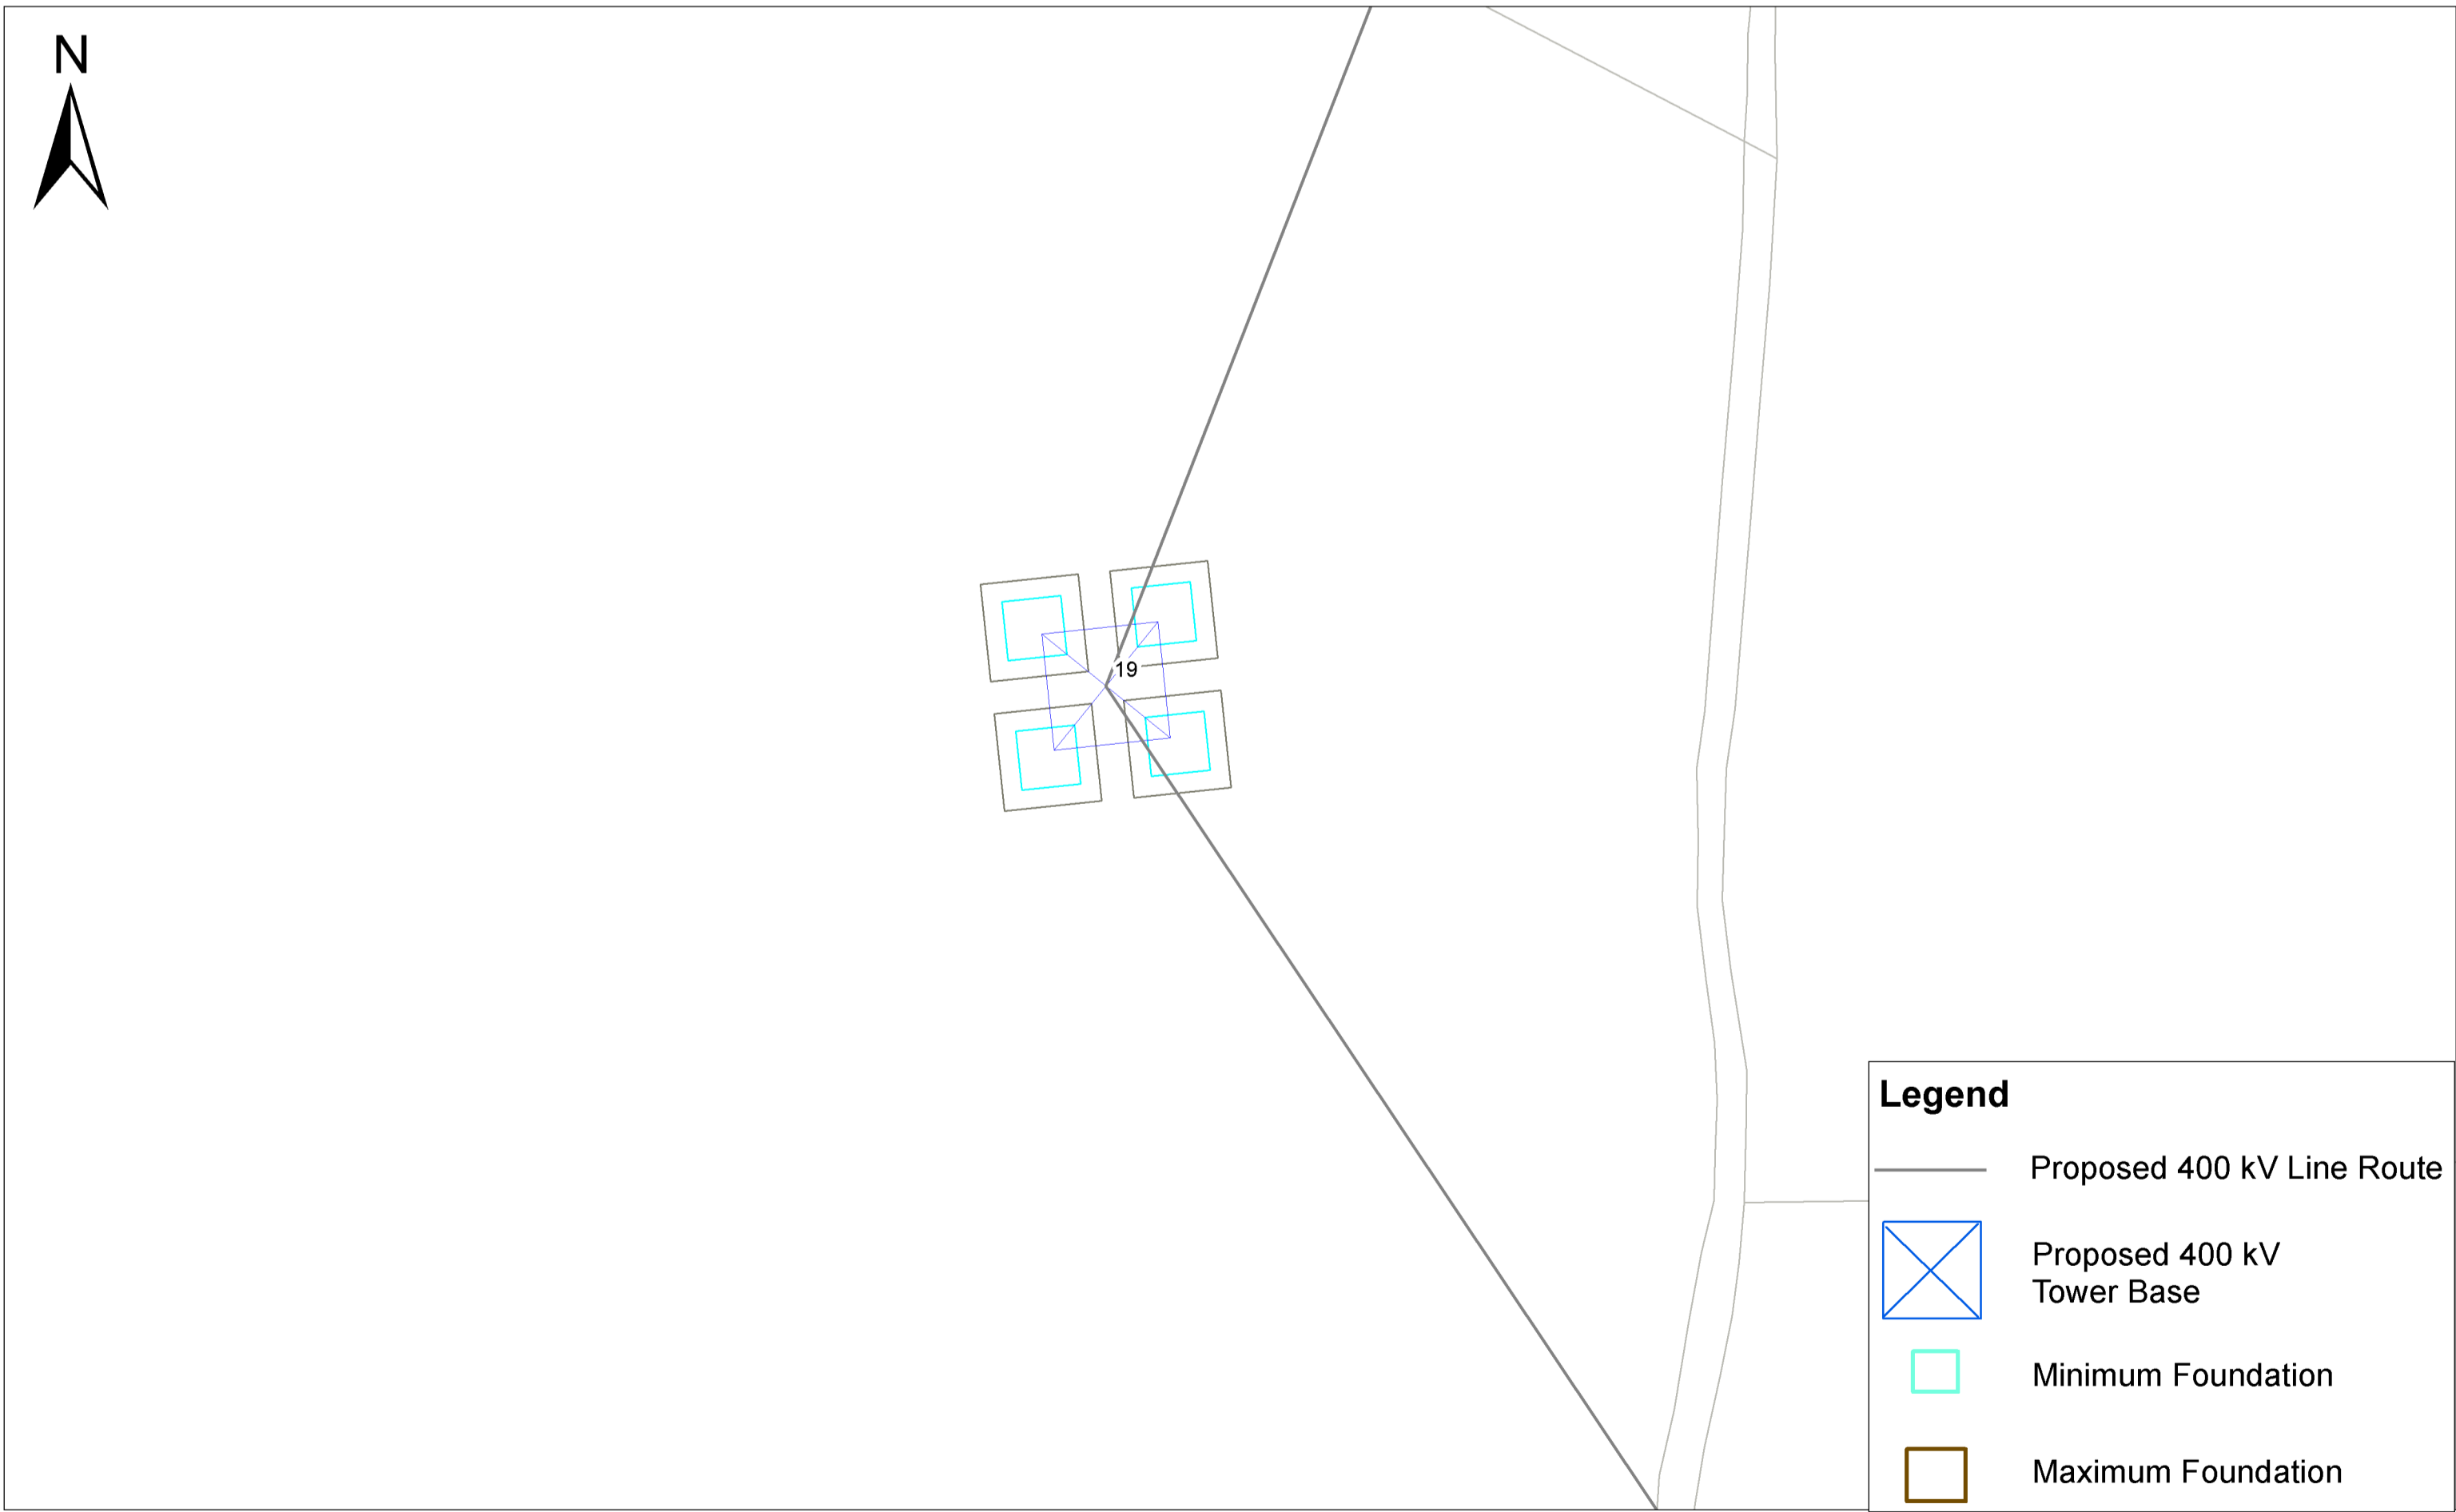 N
19
Legend
Proposed 400 kV Line Route
Proposed 400 kV
Tower Base
Minimum Foundation
Maximum Foundation